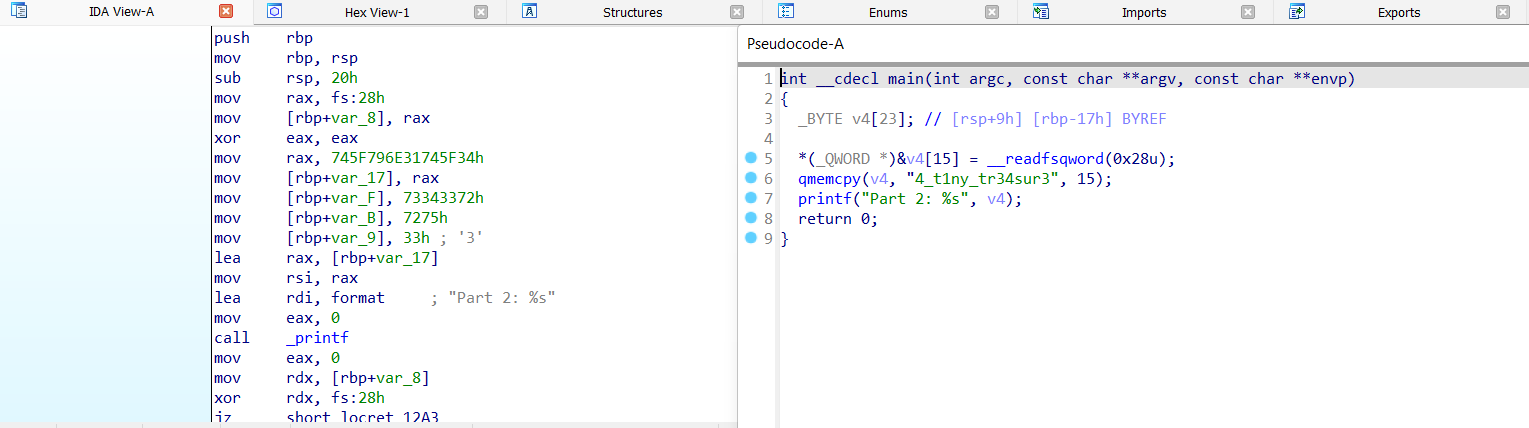 IDA View-A Hex View-1 Structures Enums Imports Exports
push rbp
mov rbp, rsp
sub rsp, 20h
mov rax, fs:28h
mov [rbp+var_8], rax
xor eax, eax
mov rax, 745F796E31745F34h
mov [rbp+var_17], rax
mov [rbp+var_F], 73343372h
mov [rbp+var_B], 7275h
mov [rbp+var_9], 33h ; '3'
lea rax, [rbp+var_17]
mov rsi, rax
lea rdi, format ; "Part 2: %s"
mov eax, 0
call _printf
mov eax, 0
mov rdx, [rbp+var_8]
xor rdx, fs:28h
jz short locret_12A3
Pseudocode-A
1 int __cdecl main(int argc, const char **argv, const char **envp)
2 {
3 _BYTE v4[23]; // [rsp+9h] [rbp-17h] BYREF
4
5 *(_QWORD *)&v4[15] = __readfsqword(0x28u);
6 qmemcpy(v4, "4_t1ny_tr34sur3", 15);
7 printf("Part 2: %s", v4);
8 return 0;
9 }